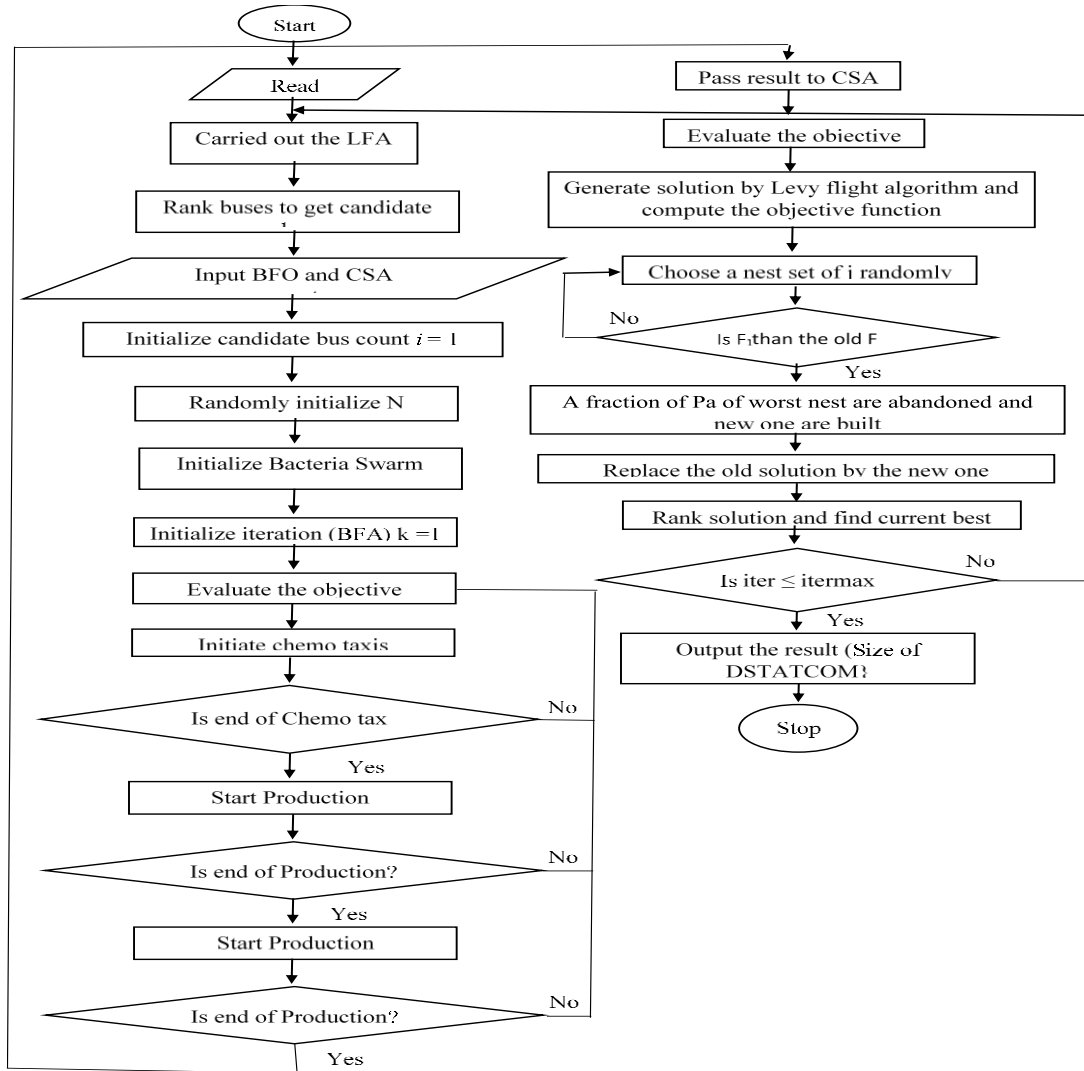 Start
Read
Carried out the LFA
Rank buses to get candidate
Input BFO and CSA
Initialize candidate bus count i = 1
Randomly initialize N
Initialize Bacteria Swarm
Initialize iteration (BFA) k =1
Evaluate the objective
Initiate chemo taxis
Is end of Chemo tax
No
Yes
Start Production
Is end of Production?
No
Yes
Start Production
Is end of Production?
No
Yes
Pass result to CSA
Evaluate the objective
Generate solution by Levy flight algorithm and
compute the objective function
Choose a nest set of j randomly
No
Is F₁than the old F
Yes
A fraction of Pa of worst nest are abandoned and
new one are built
Replace the old solution by the new one
Rank solution and find current best
Is iter ≤ itermax
No
Yes
Output the result (Size of
DSTATCOM}
Stop